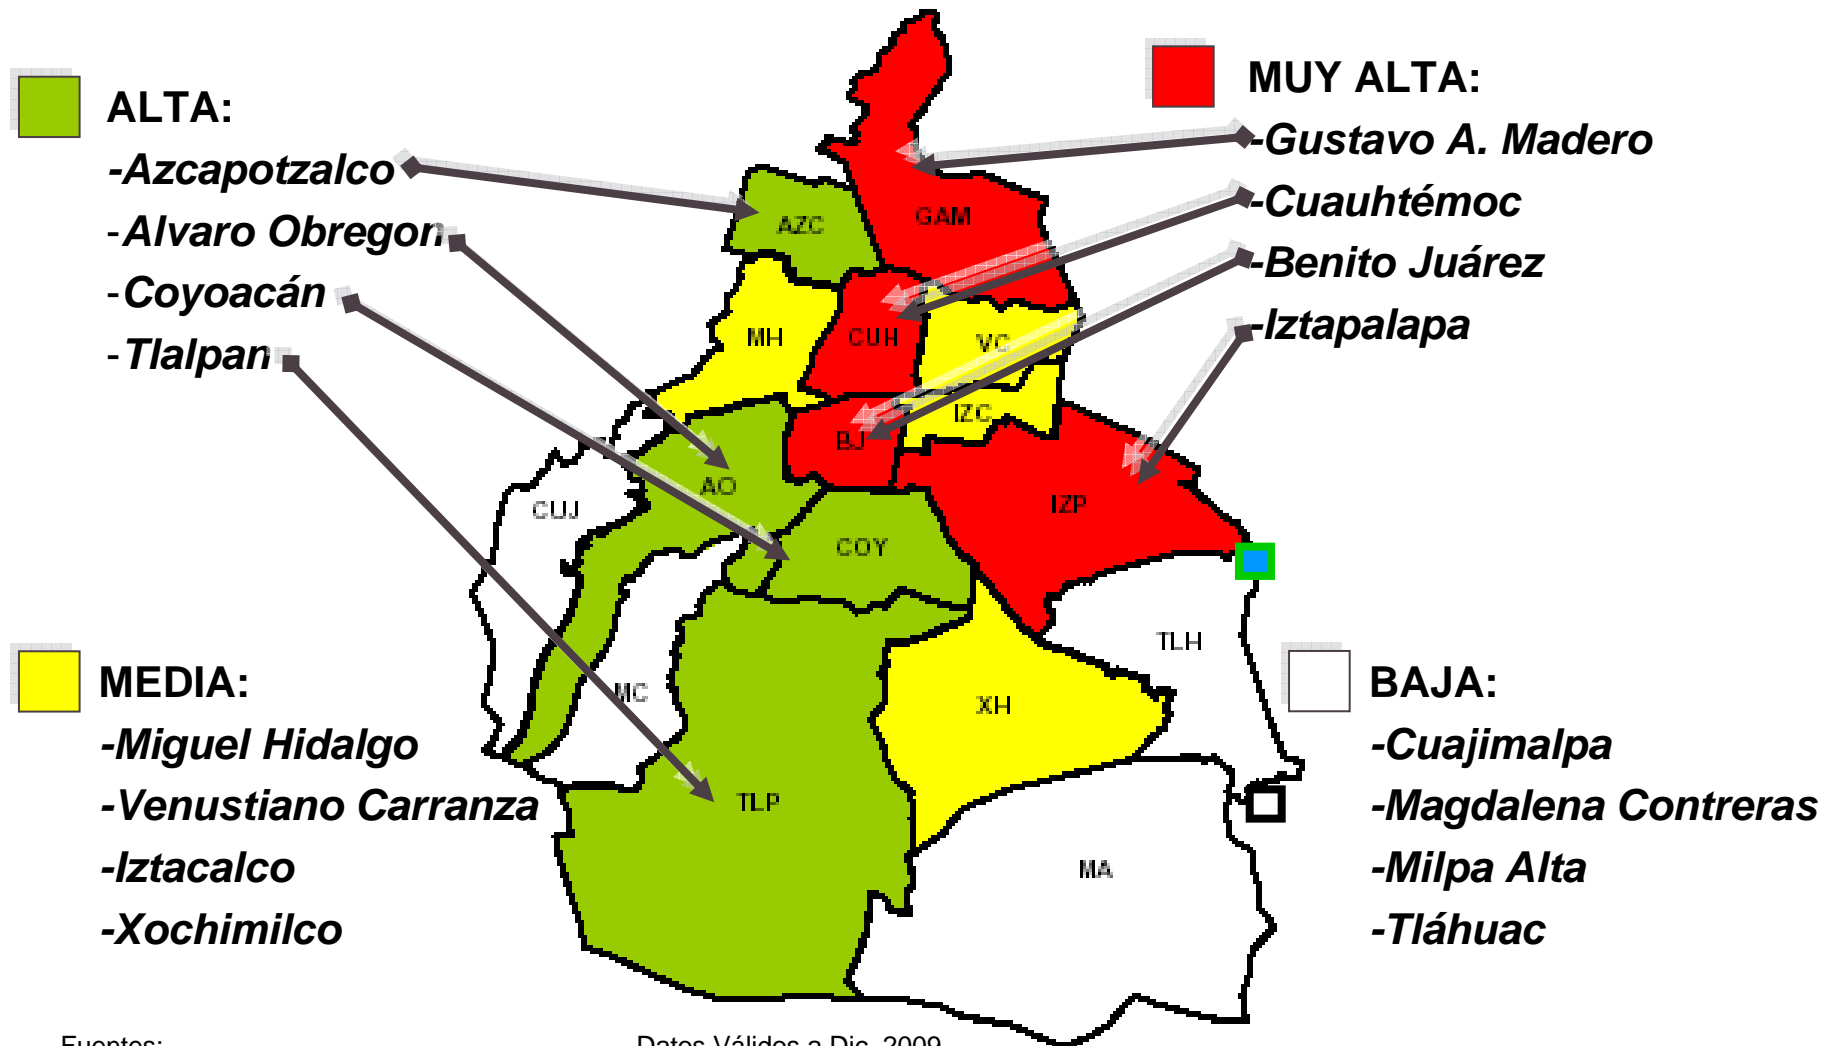 ALTA:
-Azcapotzalco
-Alvaro Obregon
-Coyoacán
-Tlalpan
MUY ALTA:
-Gustavo A. Madero
-Cuauhtémoc
-Benito Juárez
-Iztapalapa
AZC
GAM
MH
CUH
VC
IZC
BJ
AO
CUJ
IZP
COY
TLH
MC
XH
TLP
MA
MEDIA:
-Miguel Hidalgo
-Venustiano Carranza
-Iztacalco
-Xochimilco
BAJA:
-Cuajimalpa
-Magdalena Contreras
-Milpa Alta
-Tláhuac
Fuentes:
Datos Válidos a Dic. 2009